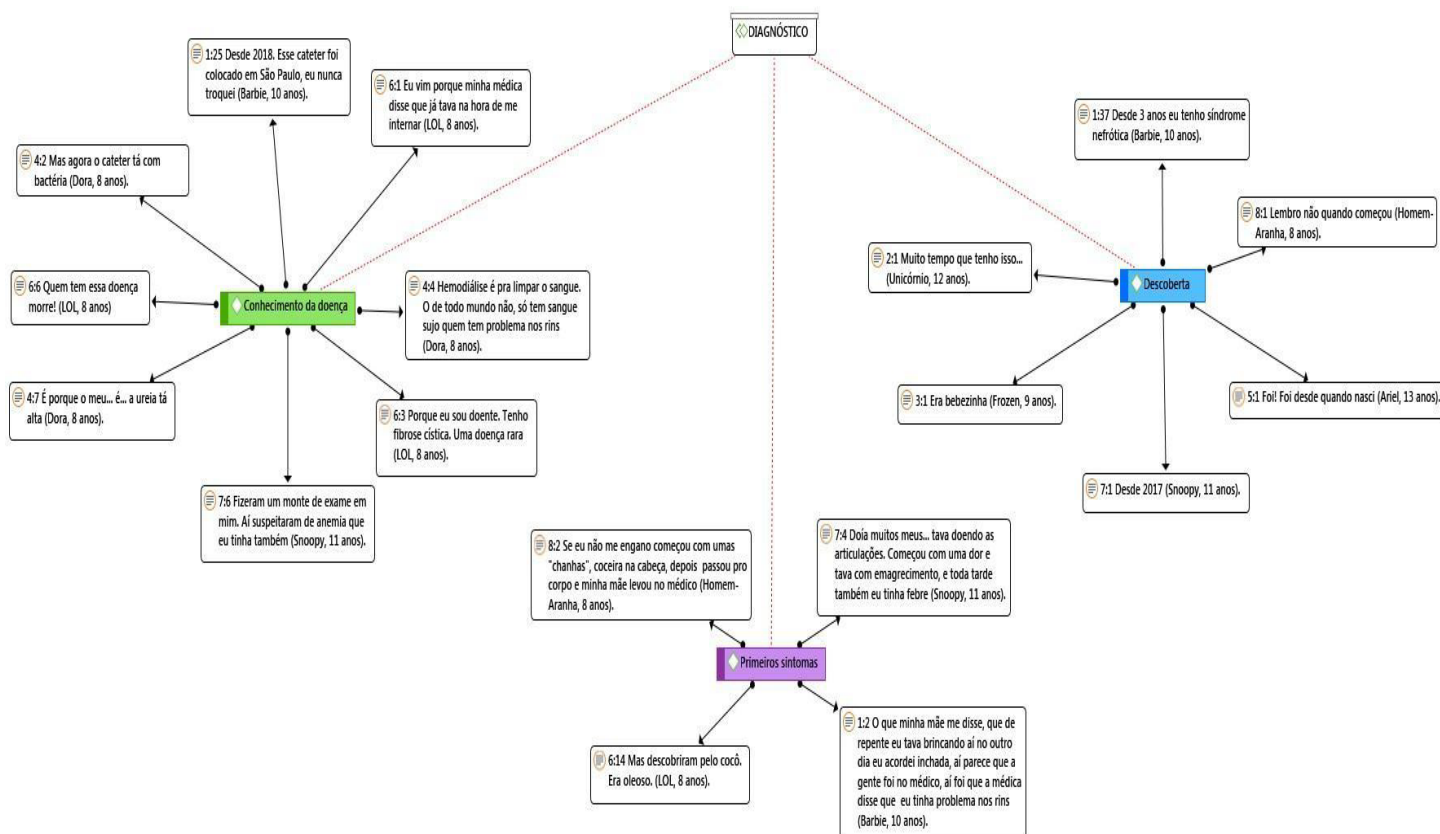 DIAGNÓSTICO
1:25 Desde 2018. Esse cateter foi
colocado em São Paulo, eu nunca
troquei (Barbie, 10 anos).
6:1 Eu vim porque minha médica
disse que já tava na hora de me
internar (LOL, 8 anos).
4:2 Mas agora o cateter tá com
bactéria (Dora, 8 anos).
6:6 Quem tem essa doença
morre! (LOL, 8 anos)
Conhecimento da doença
4:4 Hemodiálise é pra limpar o sangue.
O de todo mundo não, só tem sangue
sujo quem tem problema nos rins
(Dora, 8 anos).
4:7 É porque o meu... é... a ureia tá
alta (Dora, 8 anos).
6:3 Porque eu sou doente. Tenho
fibrose cística. Uma doença rara
(LOL, 8 anos).
7:6 Fizeram um monte de exame em
mim. Aí suspeitaram de anemia que
eu tinha também (Snoopy, 11 anos).
1:37 Desde 3 anos eu tenho síndrome
nefrótica (Barbie, 10 anos).
8:1 Lembro não quando começou (Homem-
Aranha, 8 anos).
2:1 Muito tempo que tenho isso...
(Unicórnio, 12 anos).
Descoberta
3:1 Era bebezinha (Frozen, 9 anos).
5:1 Foi! Foi desde quando nasci (Ariel, 13 anos).
7:1 Desde 2017 (Snoopy, 11 anos).
8:2 Se eu não me engano começou com umas
"chanhas", coceira na cabeça, depois passou pro
corpo e minha mãe levou no médico (Homem-
Aranha, 8 anos).
7:4 Doía muitos meus... tava doendo as
articulações. Começou com uma dor e
tava com emagrecimento, e toda tarde
também eu tinha febre (Snoopy, 11 anos).
Primeiros sintomas
6:14 Mas descobriram pelo cocô.
Era oleoso. (LOL, 8 anos).
1:2 O que minha mãe me disse, que de
repente eu tava brincando aí no outro
dia eu acordei inchada, aí parece que a
gente foi no médico, aí foi que a médica
disse que eu tinha problema nos rins
(Barbie, 10 anos).